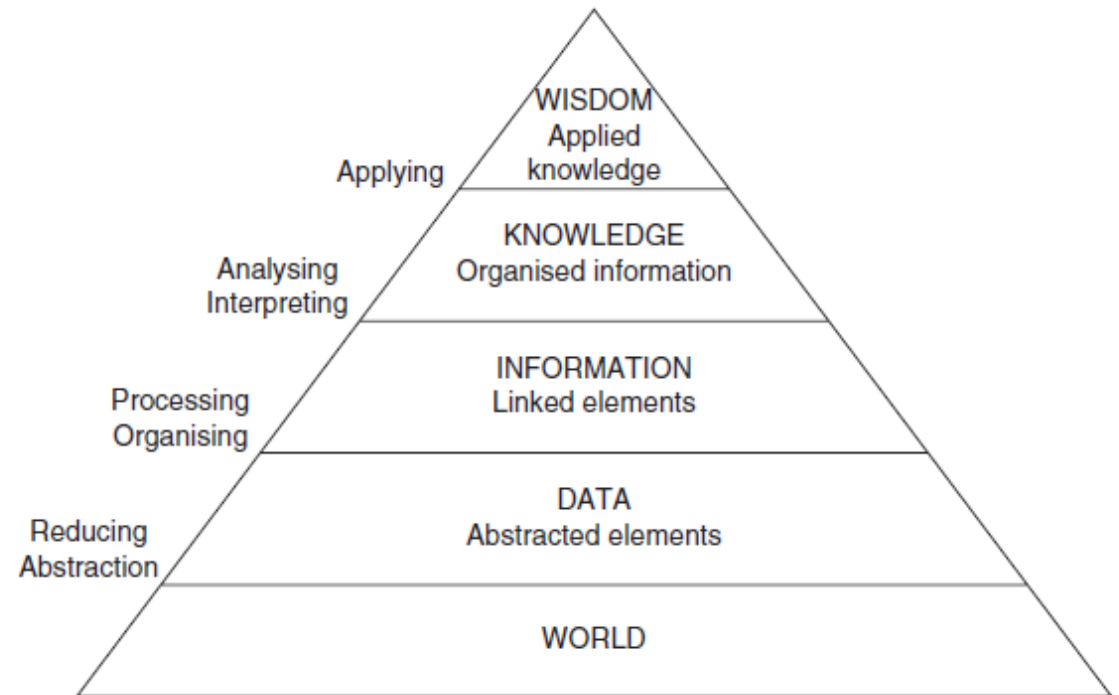 WISDOM
Applied
knowledge
Applying
KNOWLEDGE
Organised information
Analysing
Interpreting
INFORMATION
Linked elements
Processing
Organising
DATA
Abstracted elements
Reducing
Abstraction
WORLD